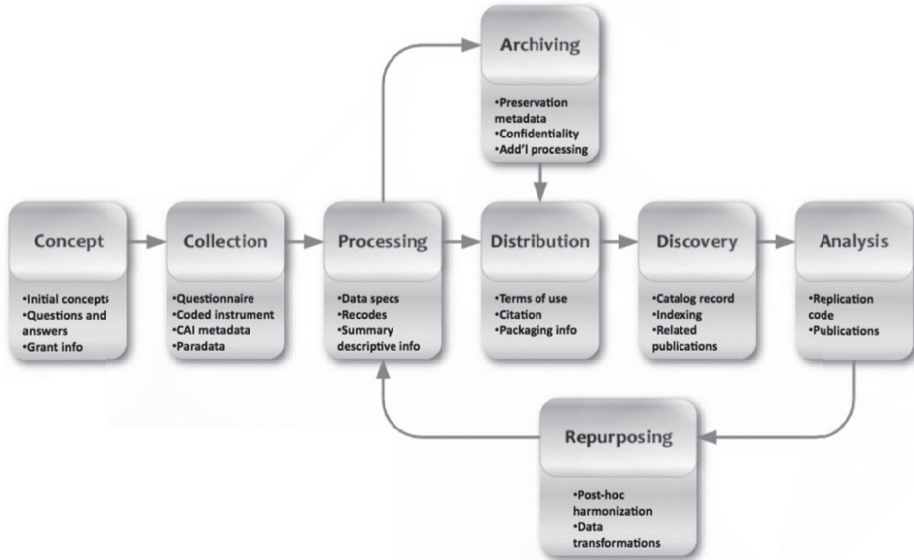 Archiving
•Preservation
metadata
•Confidentiality
•Add'l processing
Concept
•Initial concepts
•Questions and
answers
•Grant info
Collection
•Questionnaire
•Coded instrument
•CAI metadata
•Paradata
Processing
•Data specs
•Recodes
•Summary
descriptive info
Distribution
•Terms of use
•Citation
•Packaging info
Discovery
•Catalog record
•Indexing
•Related
publications
Analysis
•Replication
code
•Publications
Repurposing
•Post-hoc
harmonization
•Data
transformations